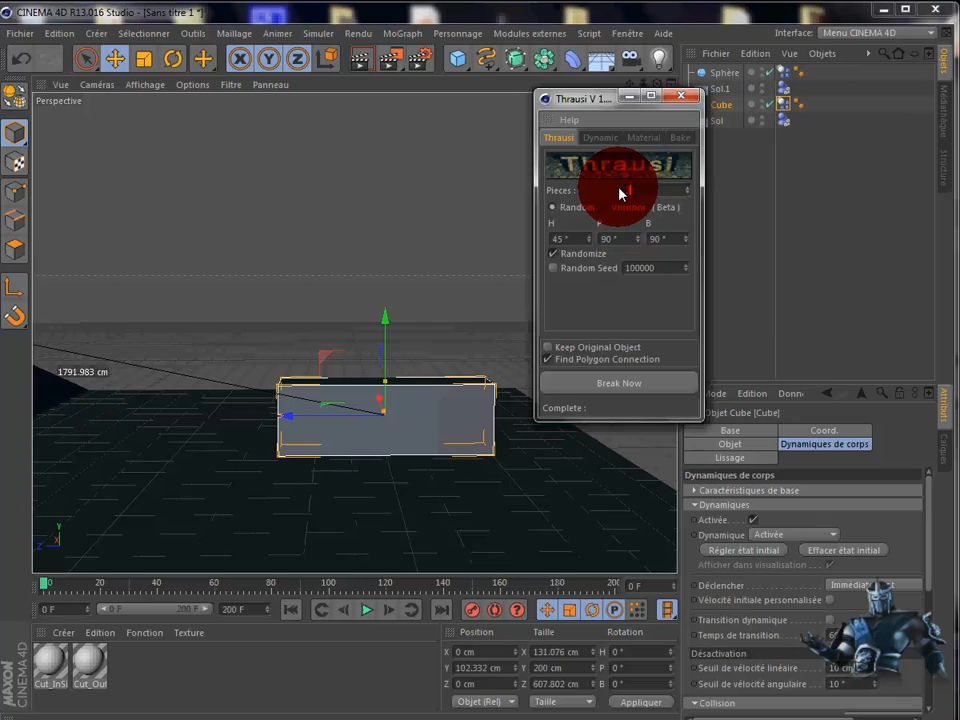 CINEMA 4D R13.016 Studio - [Sans titre 1 *]
Fichier Edition Créer Sélectionner Outils Maillage Animer Simuler Rendu MoGraph Personnage Modules externes Script Fenêtre Aide Interface: Menu CINEMA 4D
X Y Z
Fichier Edition Vue Objets
Vue Caméras Affichage Options Filtre Panneau
Perspective
Sphère
Sol.1
Cube
Sol
Objets
Médiathèque
Structure
Thrausi V 1....
Help
Thrausi Dynamic Material Bake
Thrausi
Pieces :
Random ( Beta )
H P B
45 ° 90 ° 90 °
Randomize
Random Seed 100000
Keep Original Object
Find Polygon Connection
Break Now
Complete :
1791.983 cm
Y
X
Z
Mode Edition Donn
Objet Cube [Cube]
Base Coord.
Objet Dynamiques de corps
Lissage
Attributs
Calques
Dynamiques de corps
Caractéristiques de base
Dynamiques
Activée. . . . ✓
Dynamique Activée
Régler état initial Effacer état initial
Afficher dans visualisation
Déclencher
Vélocité initiale personnalisée
Transition dynamique
Temps de transition
Désactivation
Seuil de vélocité linéaire 10 cm
Seuil de vélocité angulaire 10 °
Collision
0 20 40 60 80 100 120 140 160 180 200 0 F
0 F 0 F 200 F 200 F
P
Créer Edition Fonction Texture
Cut_InSi Cut_Out
Position Taille Rotation
X 0 cm X 131.076 cm H 0 °
Y 102.332 cm Y 200 cm P 0 °
Z 0 cm Z 607.802 cm B 0 °
Objet (Rel) Taille Appliquer
MAXON CINEMA 4D